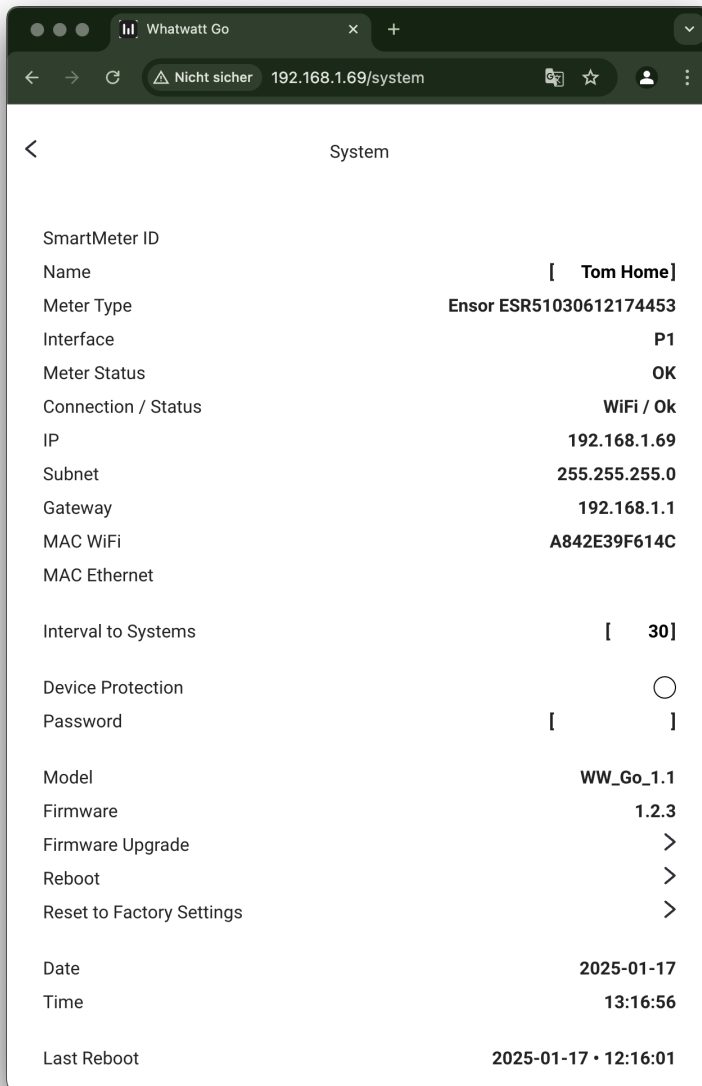 Whatwatt Go
Nicht sicher 192.168.1.69/system
System
SmartMeter ID
Name [ Tom Home]
Meter Type Ensor ESR51030612174453
Interface P1
Meter Status OK
Connection / Status WiFi / Ok
IP 192.168.1.69
Subnet 255.255.255.0
Gateway 192.168.1.1
MAC WiFi A842E39F614C
MAC Ethernet
Interval to Systems [ 30]
Device Protection
Password [ ]
Model WW_Go_1.1
Firmware 1.2.3
Firmware Upgrade
Reboot
Reset to Factory Settings
Date 2025-01-17
Time 13:16:56
Last Reboot 2025-01-17 • 12:16:01